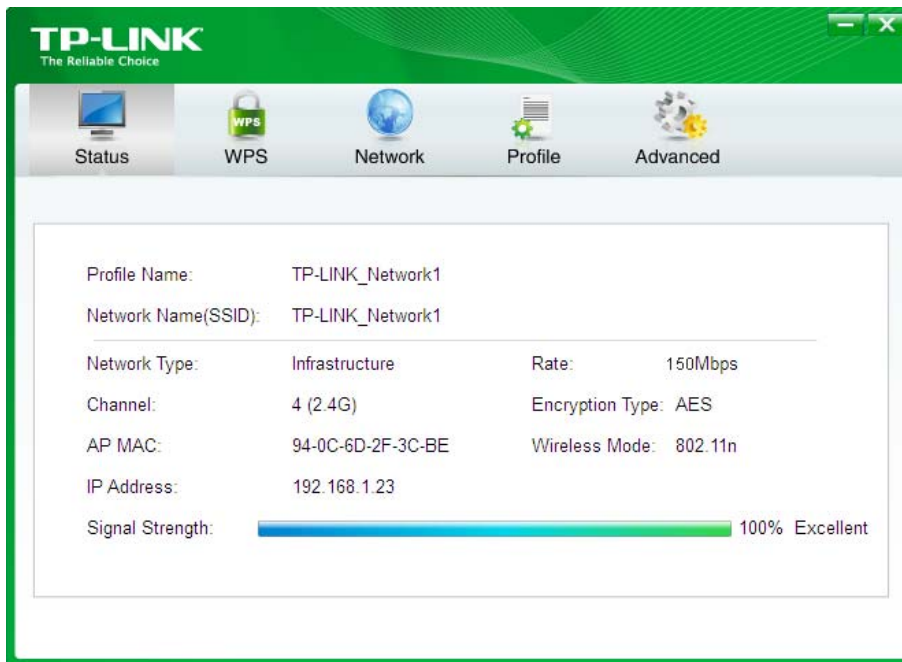 TP-LINK
The Reliable Choice
WPS
Status
WPS
Network
Profile
Advanced
Profile Name: TP-LINK_Network1
Network Name(SSID): TP-LINK_Network1
Network Type: Infrastructure Rate: 150Mbps
Channel: 4 (2.4G) Encryption Type: AES
AP MAC: 94-0C-6D-2F-3C-BE Wireless Mode: 802.11n
IP Address: 192.168.1.23
Signal Strength: 100% Excellent